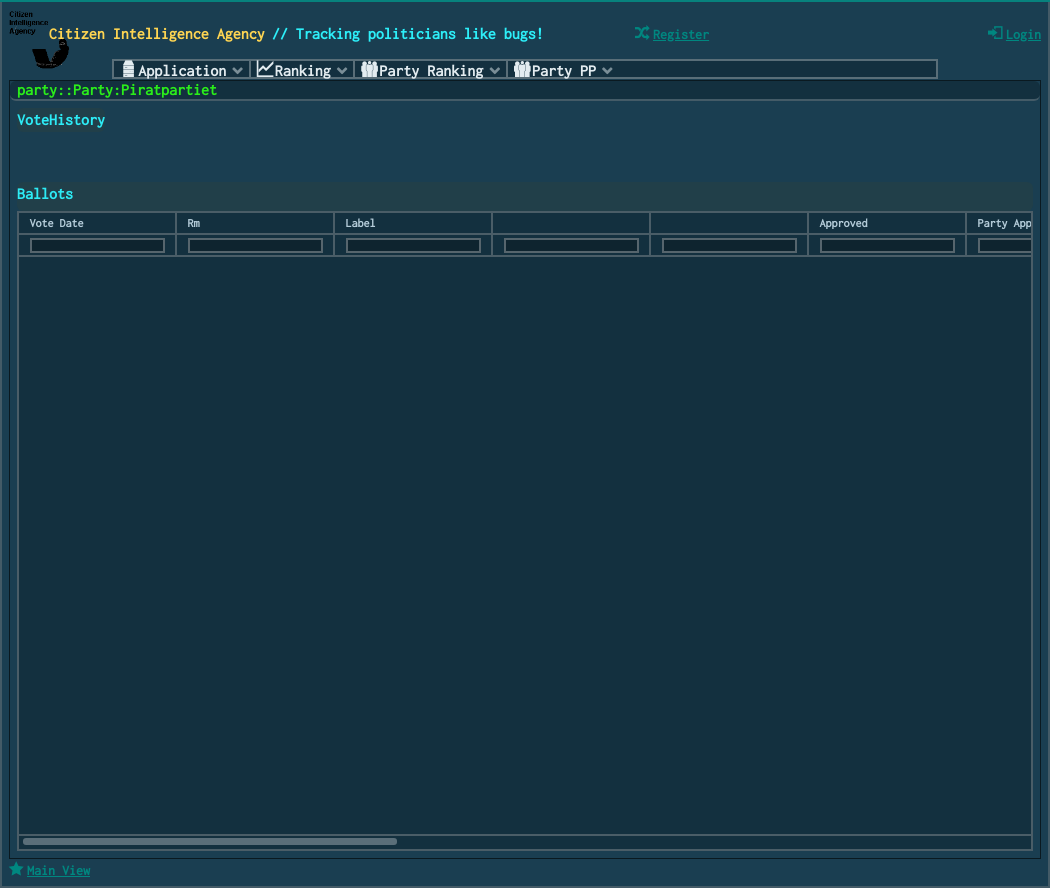 Citizen
Intelligence
Agency
Citizen Intelligence Agency // Tracking politicians like bugs!
Register
Login
Application
Ranking
Party Ranking
Party PP
party::Party:Piratpartiet
VoteHistory
Ballots
Vote Date
Rm
Label
Approved
Party App
Main View